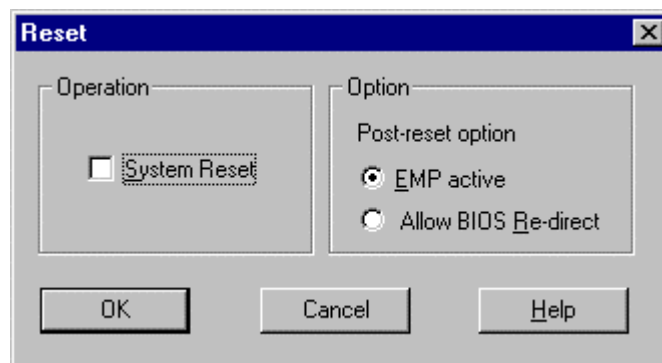 Reset
Operation
System Reset
Option
Post-reset option
EMP active
Allow BIOS Re-direct
OK
Cancel
Help